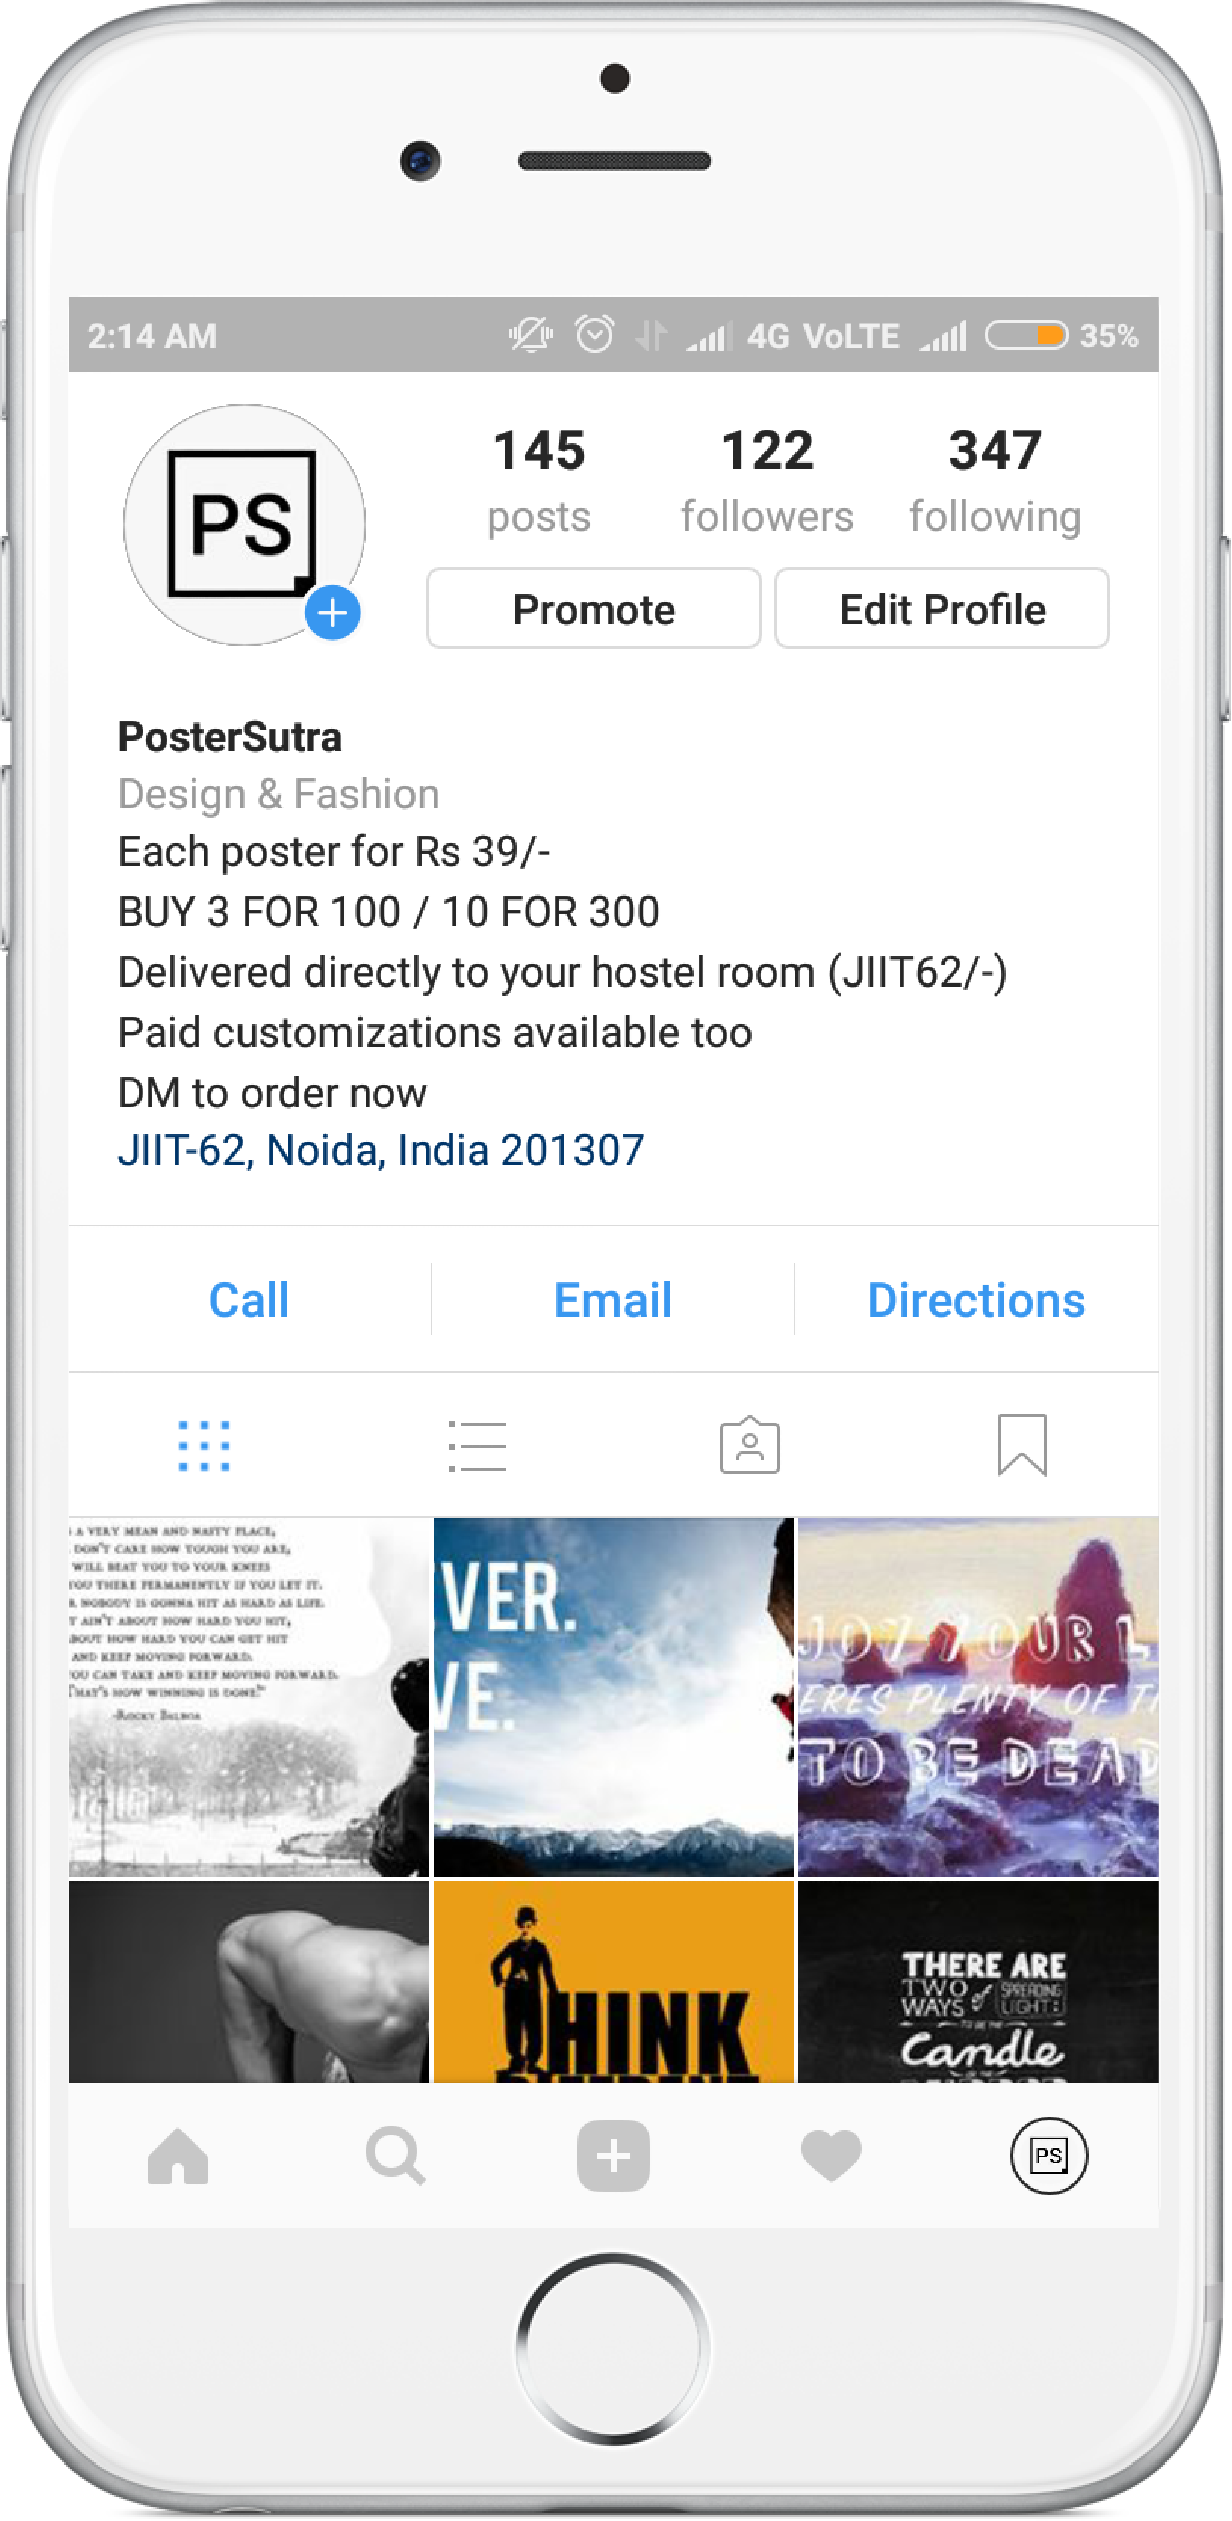 2:14 AM 4G VoLTE 35%
PS
145 122 347
posts followers following
Promote Edit Profile
PosterSutra
Design & Fashion
Each poster for Rs 39/-
BUY 3 FOR 100 / 10 FOR 300
Delivered directly to your hostel room (JIIT62/-)
Paid customizations available too
DM to order now
JIIT-62, Noida, India 201307
Call Email Directions
A VERY MEAN AND NASTY PLACE,
DON'T CARE HOW TOUGH YOU ARE,
WILL BEAT YOU TO YOUR KNEES
YOU THERE PERMANENTLY IF YOU LET IT.
NOBODY IS GONNA HIT AS HARD AS LIFE.
T AIN'T ABOUT HOW HARD YOU HIT,
BOUT HOW HARD YOU CAN GET HIT
AND KEEP MOVING FORWARD.
OU CAN TAKE AND KEEP MOVING FORWARD.
THAT'S HOW WINNING IS DONE."
-ROCKY BALBOA
VER.
VE.
JOY YOUR L
ERES PLENTY OF TI
TO BE DEAD
HINK
THERE ARE
TWO WAYS of SPREADING LIGHT:
TO BE THE
Candle
PS